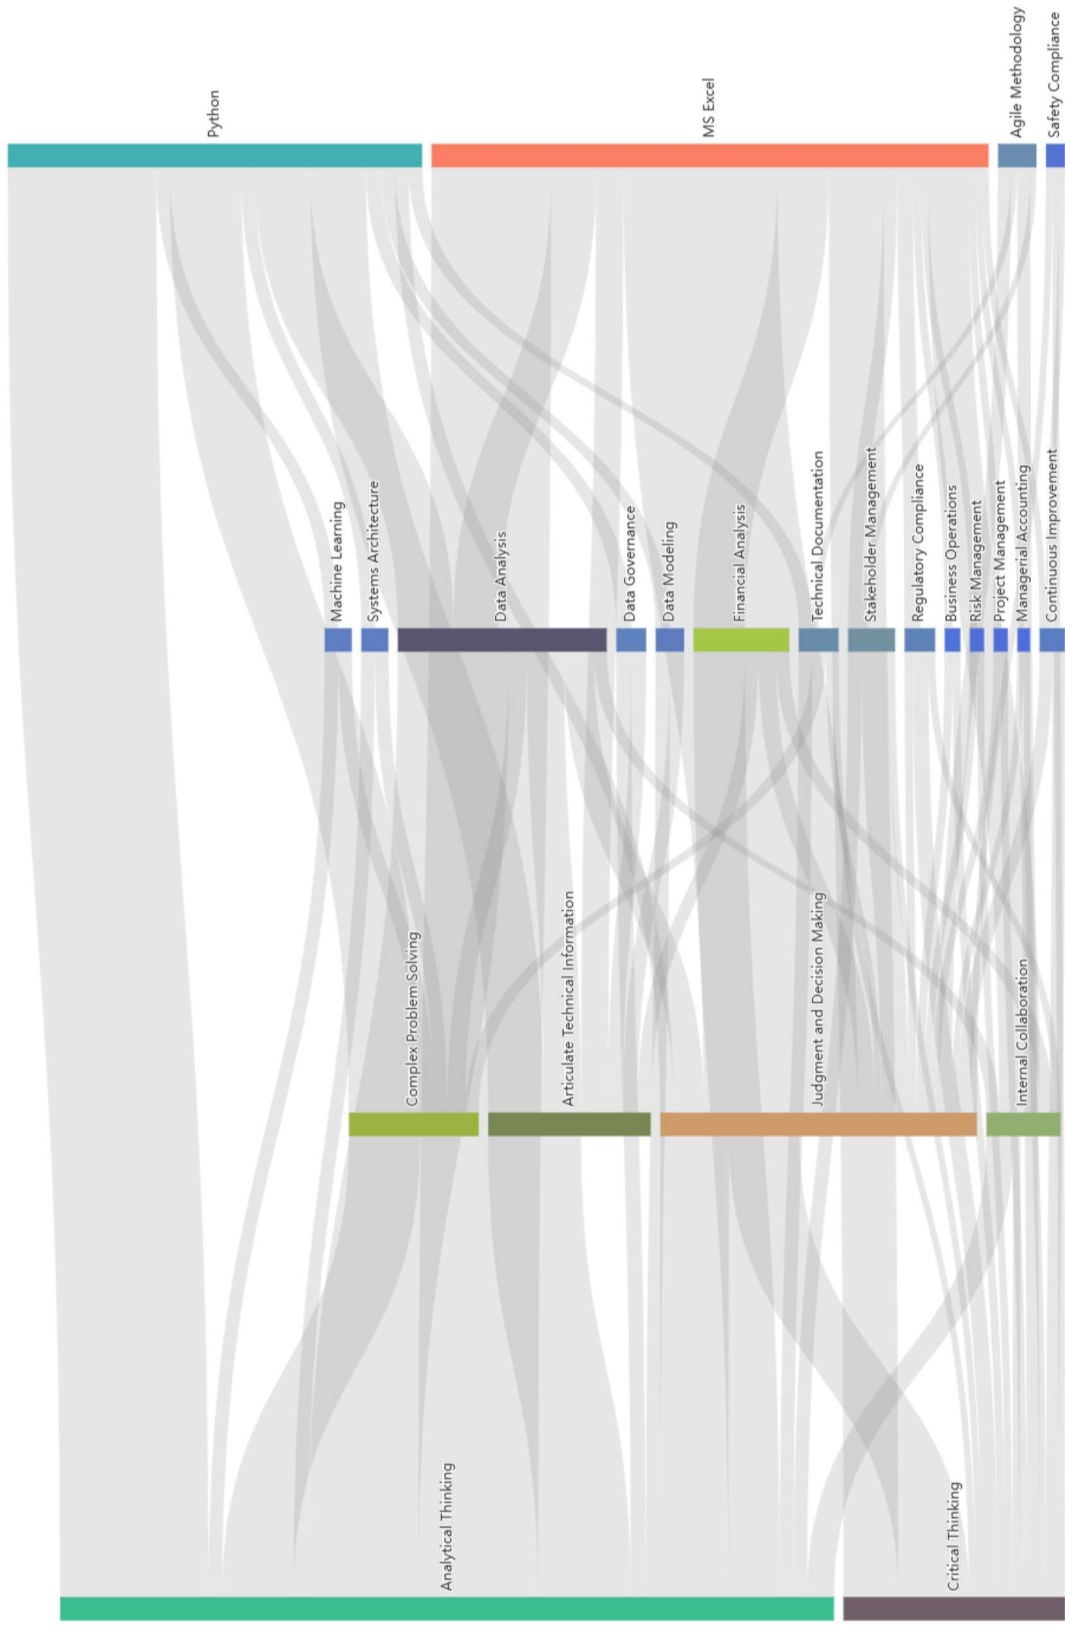 Python
MS Excel
Agile Methodology
Safety Compliance
Machine Learning
Systems Architecture
Data Analysis
Data Governance
Data Modeling
Financial Analysis
Technical Documentation
Stakeholder Management
Regulatory Compliance
Business Operations
Risk Management
Project Management
Managerial Accounting
Continuous Improvement
Complex Problem Solving
Articulate Technical Information
Judgment and Decision Making
Internal Collaboration
Analytical Thinking
Critical Thinking